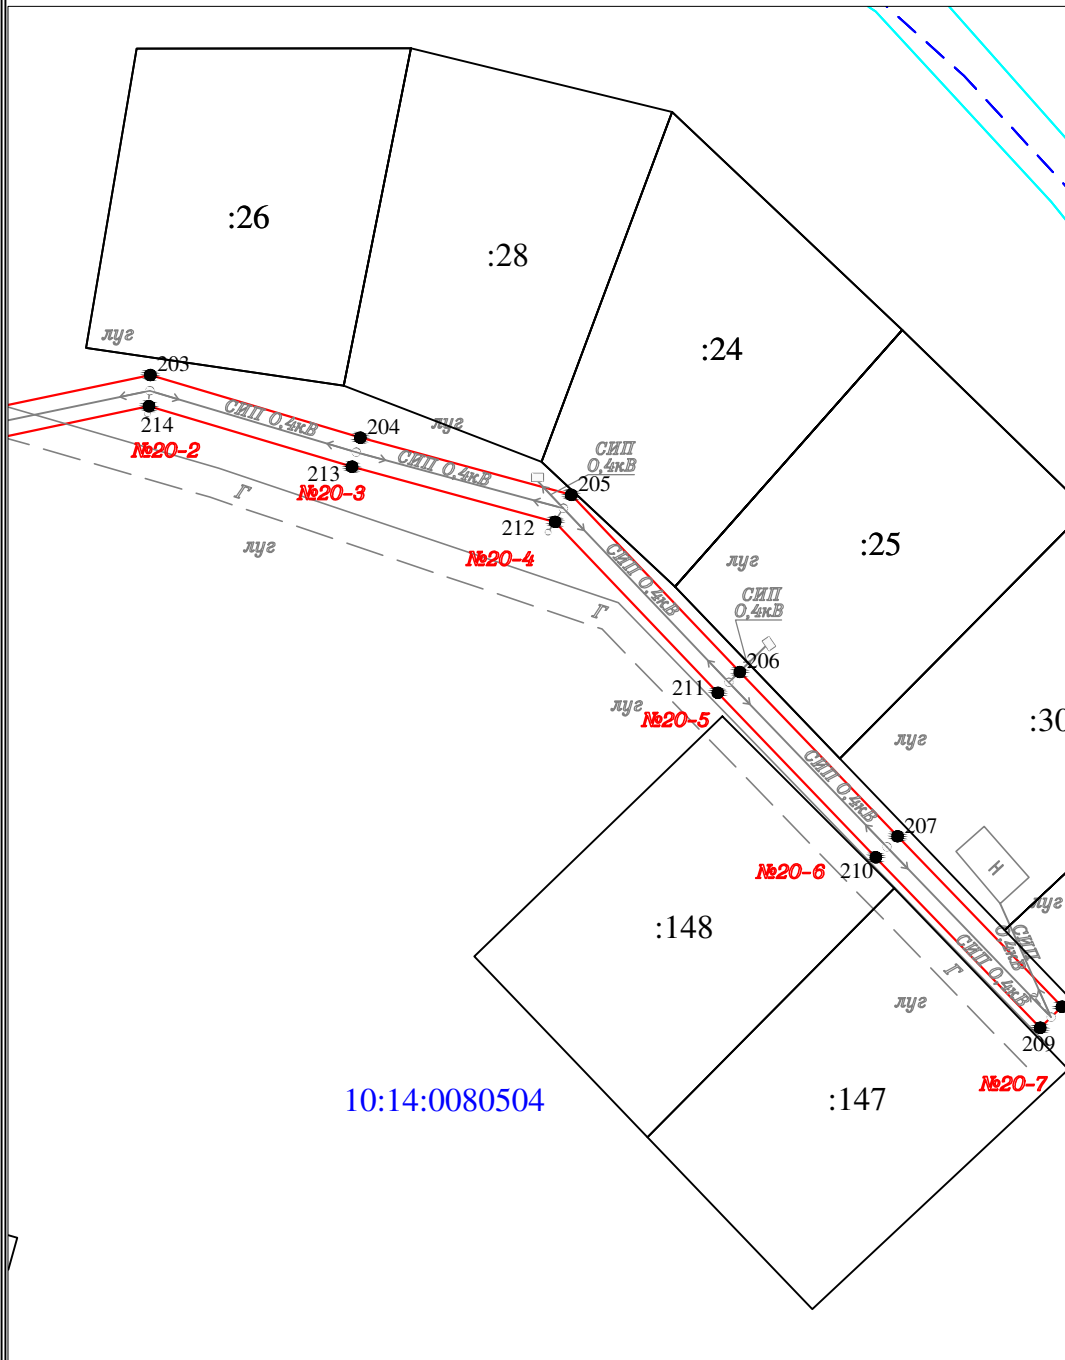 :26
:28
:24
луг
203
СИП 0,4кВ
204
луг
214
№20-2
СИП 0,4кВ
СИП
0,4кВ
213
№20-3
205
Г
212
луг
№20-4
:25
СИП 0,4кВ
луг
СИП
0,4кВ
Г
206
211
луг
№20-5
:30
луг
СИП 0,4кВ
207
210
№20-6
Н
луг
:148
СИП
0,4кВ
СИП 0,4кВ
Г
луг
209
№20-7
10:14:0080504
:147